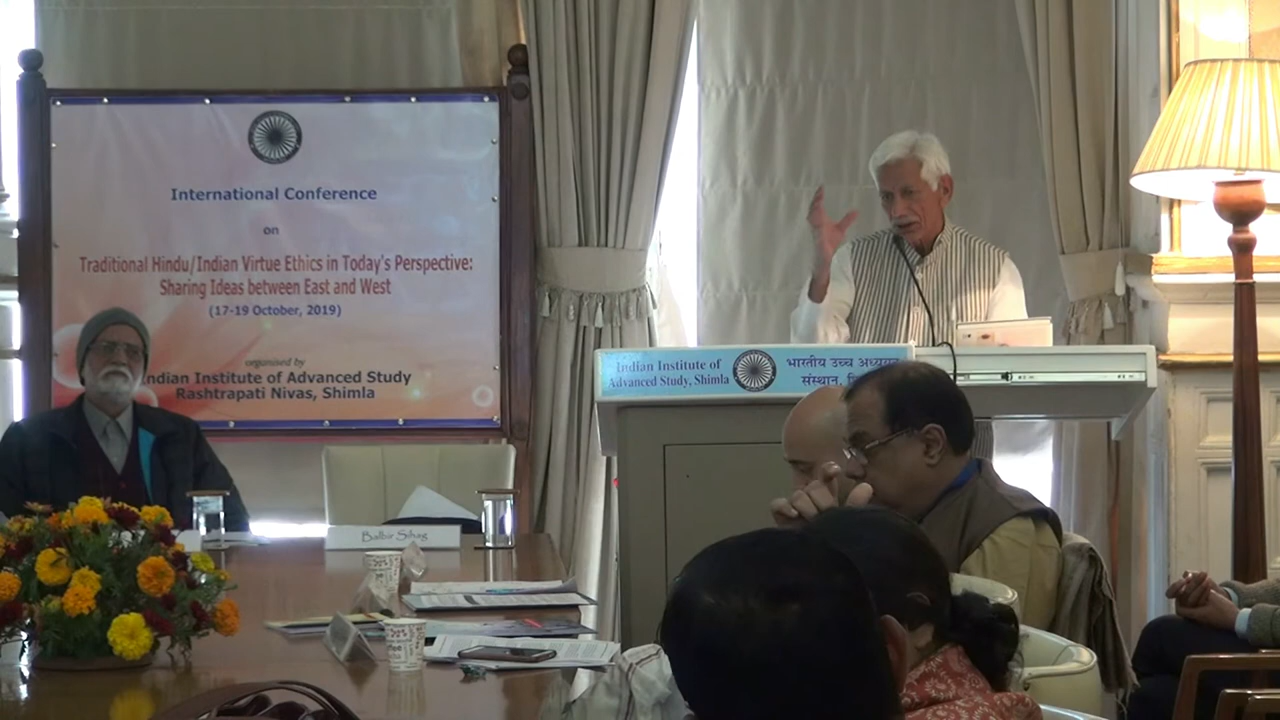 International Conference
on
Traditional Hindu/Indian Virtue Ethics in Today's Perspective:
Sharing Ideas between East and West
(17-19 October, 2019)
organised by
Indian Institute of Advanced Study
Rashtrapati Nivas, Shimla
Indian Institute of
Advanced Study, Shimla
भारतीय उच्च अध्ययन
संस्थान,
Balbir Sihag